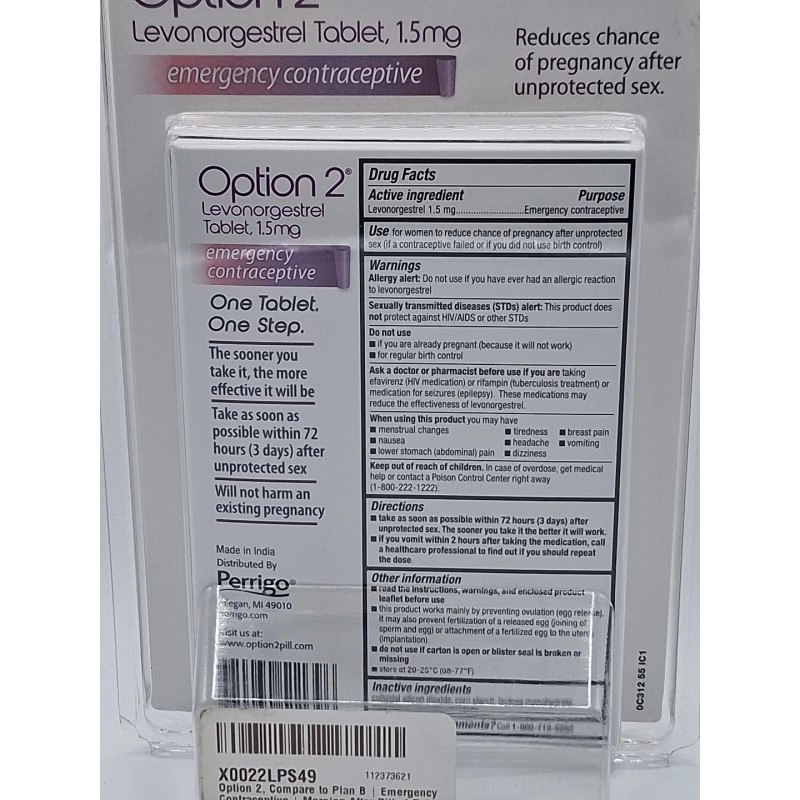 Option 2
Levonorgestrel Tablet, 1.5mg
emergency contraceptive
Reduces chance
of pregnancy after
unprotected sex.
Option 2®
Levonorgestrel
Tablet, 1.5mg
emergency
contraceptive
One Tablet.
One Step.
The sooner you
take it, the more
effective it will be
Take as soon as
possible within 72
hours (3 days) after
unprotected sex
Will not harm an
existing pregnancy
Made in India
Distributed By
Perrigo®
MI 49010
visit us at:
www.option2pill.com
Drug Facts
Active ingredient Purpose
Levonorgestrel 1.5 mg..........................Emergency contraceptive
Use for women to reduce chance of pregnancy after unprotected
sex (if a contraceptive failed or if you did not use birth control)
Warnings
Allergy alert: Do not use if you have ever had an allergic reaction
to levonorgestrel
Sexually transmitted diseases (STDs) alert: This product does
not protect against HIV/AIDS or other STDs
Do not use
■ if you are already pregnant (because it will not work)
■ for regular birth control
Ask a doctor or pharmacist before use if you are taking
efavirenz (HIV medication) or rifampin (tuberculosis treatment) or
medication for seizures (epilepsy). These medications may
reduce the effectiveness of levonorgestrel.
When using this product you may have
■ menstrual changes ■ tiredness ■ breast pain
■ nausea ■ headache ■ vomiting
■ lower stomach (abdominal) pain ■ dizziness
Keep out of reach of children. In case of overdose, get medical
help or contact a Poison Control Center right away
(1-800-222-1222).
Directions
■ take as soon as possible within 72 hours (3 days) after
unprotected sex. The sooner you take it the better it will work.
■ if you vomit within 2 hours after taking the medication, call
a healthcare professional to find out if you should repeat
the dose
Other information
■ read the instructions, warnings, and enclosed product
leaflet before use
■ this product works mainly by preventing ovulation (egg release).
It may also prevent fertilization of a released egg (joining of
sperm and egg) or attachment of a fertilized egg to the uterus
(implantation).
■ do not use if carton is open or blister seal is broken or
missing
■ store at 20-25°C (68-77°F)
Inactive ingredients
colloidal silicon dioxide, corn starch, lactose monohydrate
Call 1-800-719-9260
0C312 55 IC1
X0022LPS49 112373621
Option 2, Compare to Plan B | Emergency